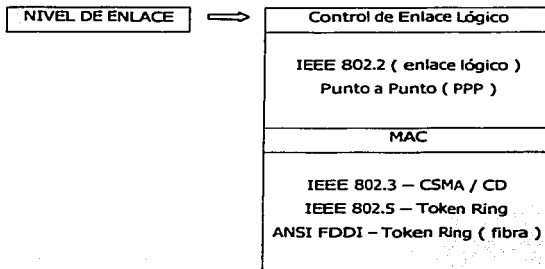 NIVEL DE ENLACE
Control de Enlace Lógico
IEEE 802.2 ( enlace lógico )
Punto a Punto ( PPP )
MAC
IEEE 802.3 – CSMA / CD
IEEE 802.5 – Token Ring
ANSI FDDI – Token Ring ( fibra )